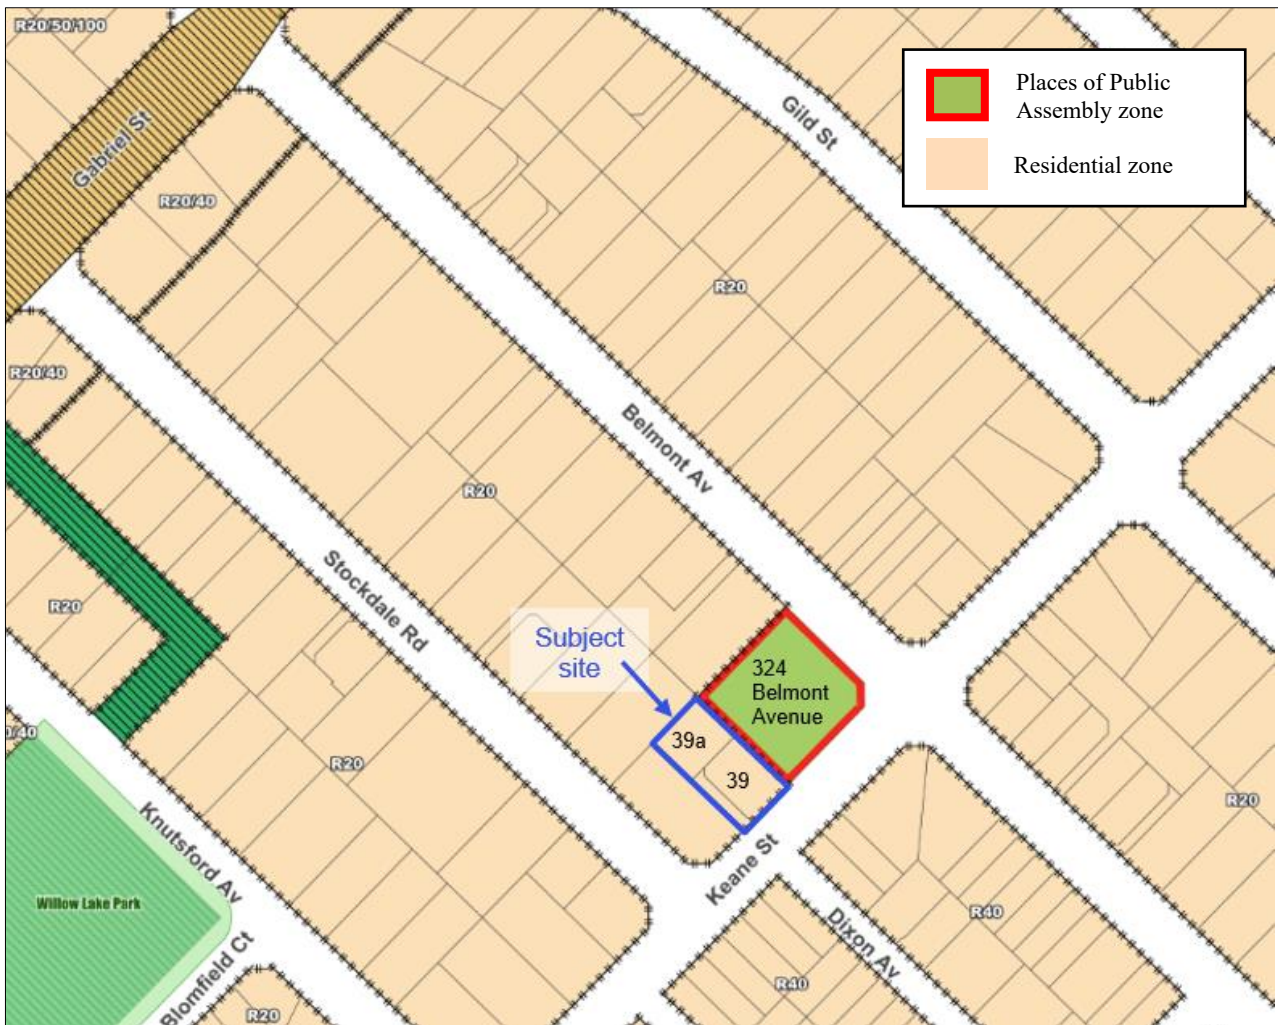 R20/50/100
Gabriel St
R20/40
Gild St
Places of Public
Assembly zone
Residential zone
R20
R20/40
Belmont Av
R20
Stockdale Rd
R20
Subject
site
324
Belmont
Avenue
39a
39
R20
R20
0/40
Knutsford Av
Keane St
Willow Lake Park
Dixon Av
R40
R40
Blomfield Ct
R20